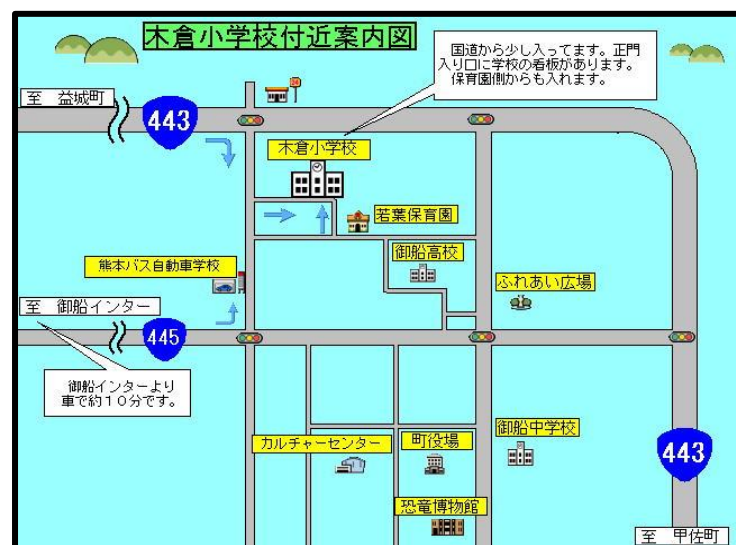 木倉小学校付近案内図
国道から少し入ってます。正門
入り口に学校の看板があります。
保育園側からも入れます。
至 益城町
443
木倉小学校
若葉保育園
御船高校
熊本バス自動車学校
ふれあい広場
至 御船インター
445
御船インターより
車で約10分です。
カルチャーセンター
町役場
御船中学校
443
恐竜博物館
至 甲佐町